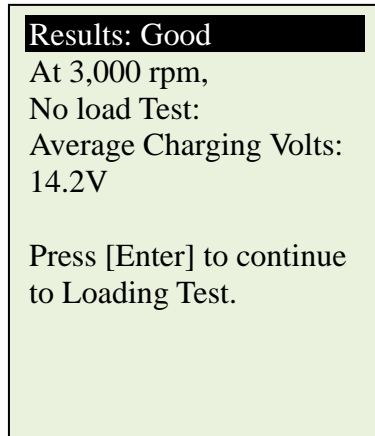 Results: Good
At 3,000 rpm,
No load Test:
Average Charging Volts:
14.2V
Press [Enter] to continue
to Loading Test.